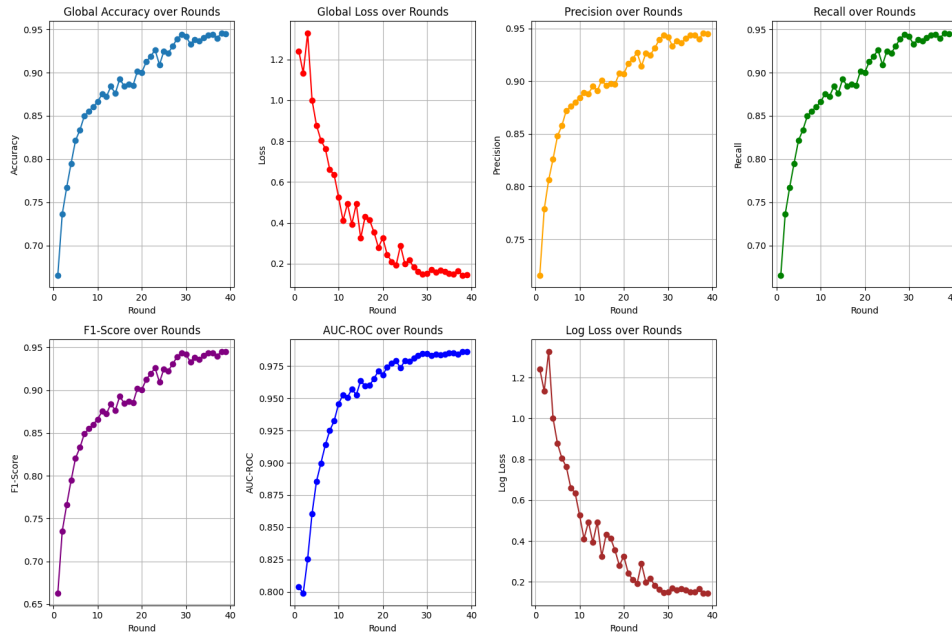 Global Accuracy over Rounds
Accuracy
0.95
0.90
0.85
0.80
0.75
0.70
0 10 20 30 40
Round
Global Loss over Rounds
Loss
1.2
1.0
0.8
0.6
0.4
0.2
0 10 20 30 40
Round
Precision over Rounds
Precision
0.95
0.90
0.85
0.80
0.75
0 10 20 30 40
Round
Recall over Rounds
Recall
0.95
0.90
0.85
0.80
0.75
0.70
0 10 20 30 40
Round
F1-Score over Rounds
F1-Score
0.95
0.90
0.85
0.80
0.75
0.70
0.65
0 10 20 30 40
Round
AUC-ROC over Rounds
AUC-ROC
0.975
0.950
0.925
0.900
0.875
0.850
0.825
0.800
0 10 20 30 40
Round
Log Loss over Rounds
Log Loss
1.2
1.0
0.8
0.6
0.4
0.2
0 10 20 30 40
Round